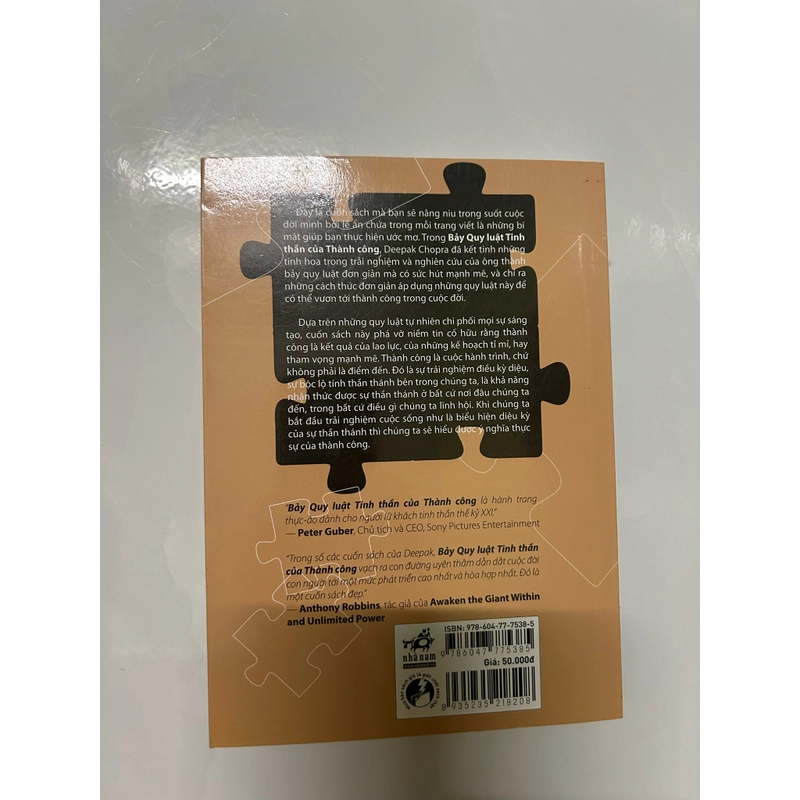 Đây là cuốn sách mà bạn sẽ nâng niu trong suốt cuộc
đời mình bởi lẽ ẩn chứa trong mỗi trang viết là những bí
mật giúp bạn thực hiện ước mơ. Trong Bảy Quy luật Tinh
thần của Thành công, Deepak Chopra đã kết tinh những
tinh hoa trong trải nghiệm và nghiên cứu của ông thành
bảy quy luật đơn giản mà có sức hút mạnh mẽ, và chỉ ra
những cách thức đơn giản áp dụng những quy luật này để
có thể vươn tới thành công trong cuộc đời.
Dựa trên những quy luật tự nhiên chi phối mọi sự sáng
tạo, cuốn sách này phá vỡ niềm tin cố hữu rằng thành
công là kết quả của lao lực, của những kế hoạch tỉ mỉ, hay
tham vọng mạnh mẽ. Thành công là cuộc hành trình, chứ
không phải là điểm đến. Đó là sự trải nghiệm điều kỳ diệu,
sự bộc lộ tính thần thánh bên trong chúng ta, là khả năng
nhận thức được sự thần thánh ở bất cứ nơi đâu chúng ta
đến, trong bất cứ điều gì chúng ta lĩnh hội. Khi chúng ta
bắt đầu trải nghiệm cuộc sống như là biểu hiện diệu kỳ
của sự thần thánh thì chúng ta sẽ hiểu được ý nghĩa thực
sự của thành công.
"Bảy Quy luật Tinh thần của Thành công là hành trang
thực-ảo dành cho người lữ khách tinh thần thế kỷ XXI."
— Peter Guber, Chủ tịch và CEO, Sony Pictures Entertainment
"Trong số các cuốn sách của Deepak, Bảy Quy luật Tinh thần
của Thành công vạch ra con đường uyên thâm dẫn dắt cuộc đời
con người tới một mức phát triển cao nhất và hòa hợp nhất. Đó là
một cuốn sách đẹp."
— Anthony Robbins, tác giả của Awaken the Giant Within
and Unlimited Power
ISBN: 978-604-77-7538-5
9 786047 775385
nhã nam
Giá: 50.000đ
8 935235 218208